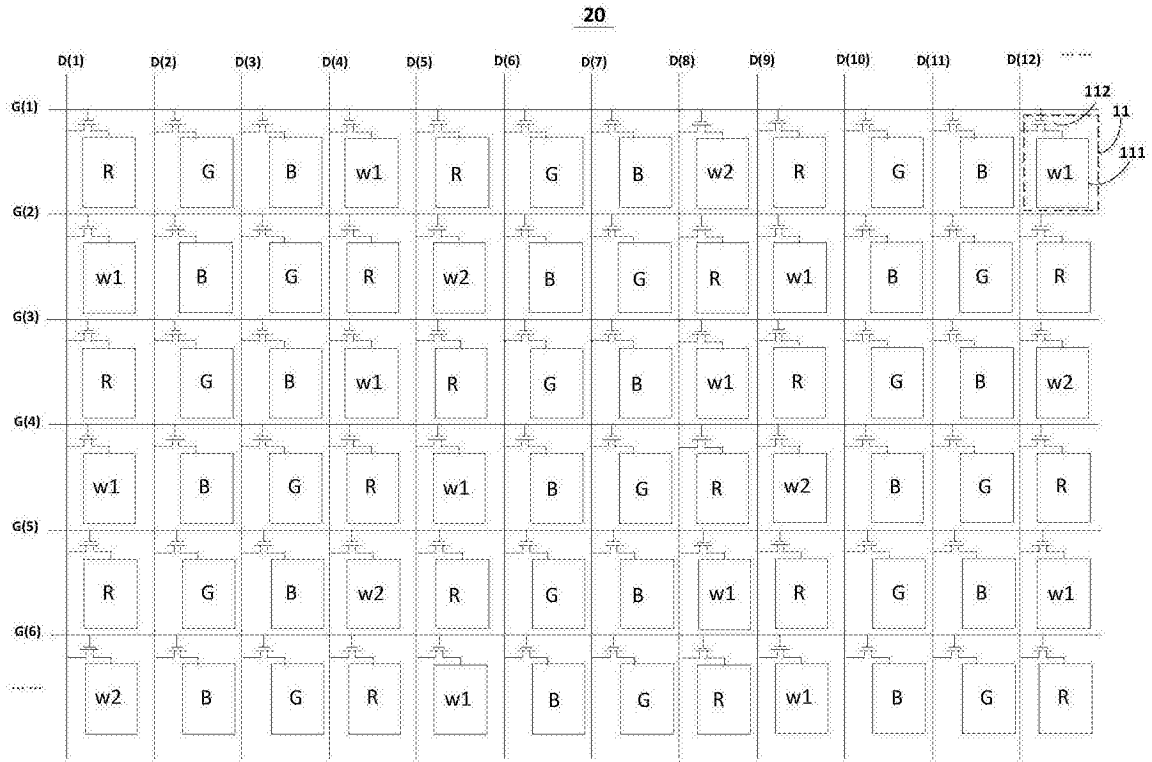 20
D(1) D(2) D(3) D(4) D(5) D(6) D(7) D(8) D(9) D(10) D(11) D(12) ... ...
G(1)
112
11
111
R G B w1 R G B w2 R G B w1
G(2)
w1 B G R w2 B G R w1 B G R
G(3)
R G B w1 R G B w1 R G B w2
G(4)
w1 B G R w1 B G R w2 B G R
G(5)
R G B w2 R G B w1 R G B w1
G(6)
... ... w2 B G R w1 B G R w1 B G R